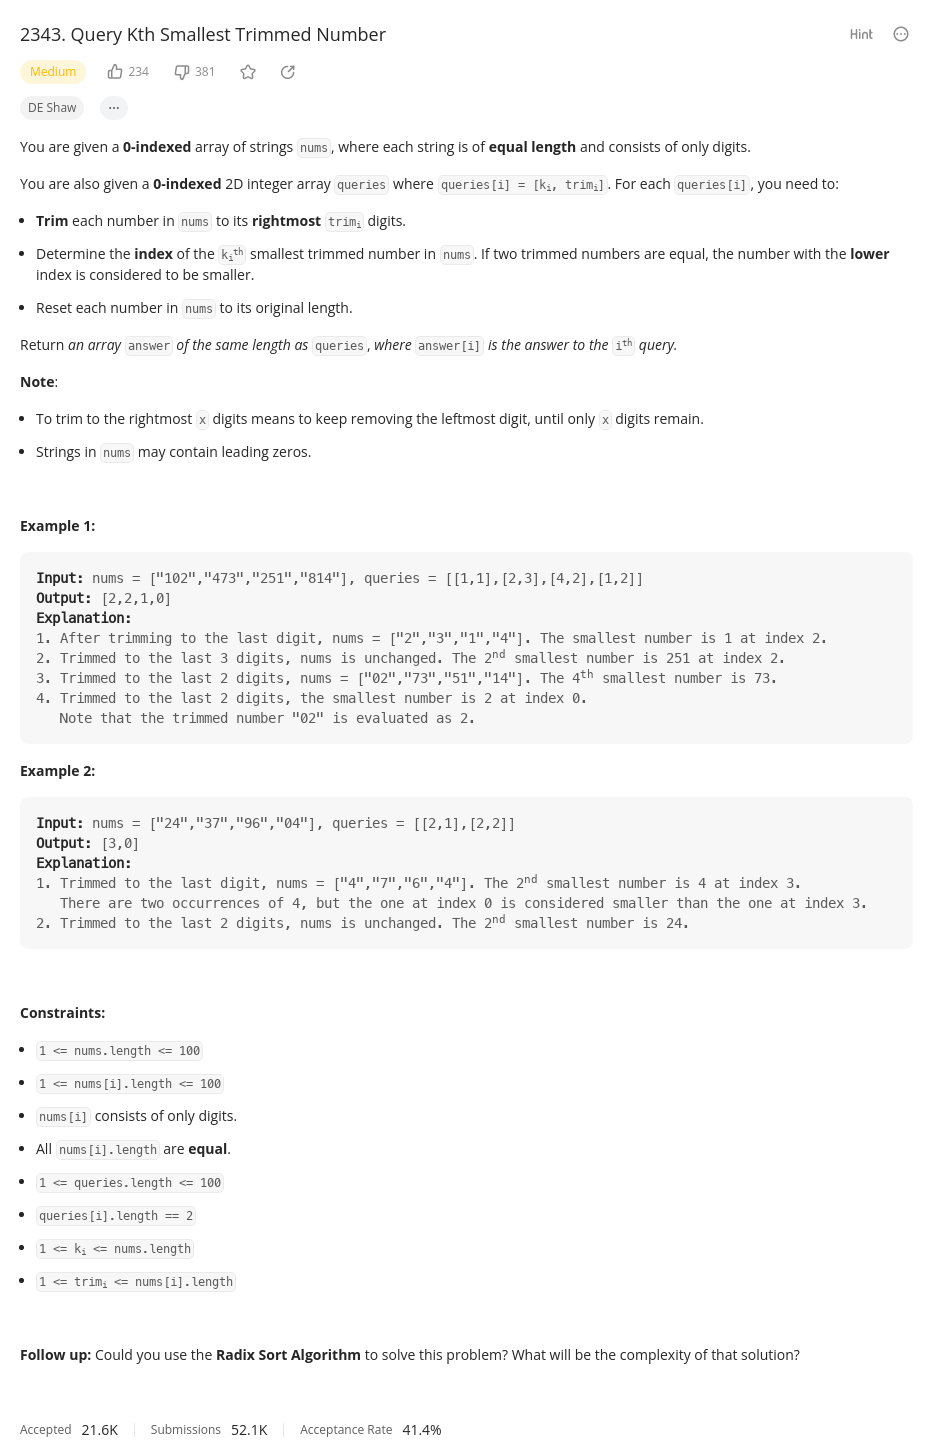 2343. Query Kth Smallest Trimmed Number
Hint
Medium 234 381
DE Shaw ...
You are given a 0-indexed array of strings nums, where each string is of equal length and consists of only digits.
You are also given a 0-indexed 2D integer array queries where queries[i] = [kᵢ, trimᵢ]. For each queries[i], you need to:
• Trim each number in nums to its rightmost trimᵢ digits.
• Determine the index of the kᵢᵗʰ smallest trimmed number in nums. If two trimmed numbers are equal, the number with the lower
index is considered to be smaller.
• Reset each number in nums to its original length.
Return an array answer of the same length as queries, where answer[i] is the answer to the iᵗʰ query.
Note:
• To trim to the rightmost x digits means to keep removing the leftmost digit, until only x digits remain.
• Strings in nums may contain leading zeros.
Example 1:
Input: nums = ["102","473","251","814"], queries = [[1,1],[2,3],[4,2],[1,2]]
Output: [2,2,1,0]
Explanation:
1. After trimming to the last digit, nums = ["2","3","1","4"]. The smallest number is 1 at index 2.
2. Trimmed to the last 3 digits, nums is unchanged. The 2ⁿᵈ smallest number is 251 at index 2.
3. Trimmed to the last 2 digits, nums = ["02","73","51","14"]. The 4ᵗʰ smallest number is 73.
4. Trimmed to the last 2 digits, the smallest number is 2 at index 0.
Note that the trimmed number "02" is evaluated as 2.
Example 2:
Input: nums = ["24","37","96","04"], queries = [[2,1],[2,2]]
Output: [3,0]
Explanation:
1. Trimmed to the last digit, nums = ["4","7","6","4"]. The 2ⁿᵈ smallest number is 4 at index 3.
There are two occurrences of 4, but the one at index 0 is considered smaller than the one at index 3.
2. Trimmed to the last 2 digits, nums is unchanged. The 2ⁿᵈ smallest number is 24.
Constraints:
• 1 <= nums.length <= 100
• 1 <= nums[i].length <= 100
• nums[i] consists of only digits.
• All nums[i].length are equal.
• 1 <= queries.length <= 100
• queries[i].length == 2
• 1 <= kᵢ <= nums.length
• 1 <= trimᵢ <= nums[i].length
Follow up: Could you use the Radix Sort Algorithm to solve this problem? What will be the complexity of that solution?
Accepted 21.6K Submissions 52.1K Acceptance Rate 41.4%